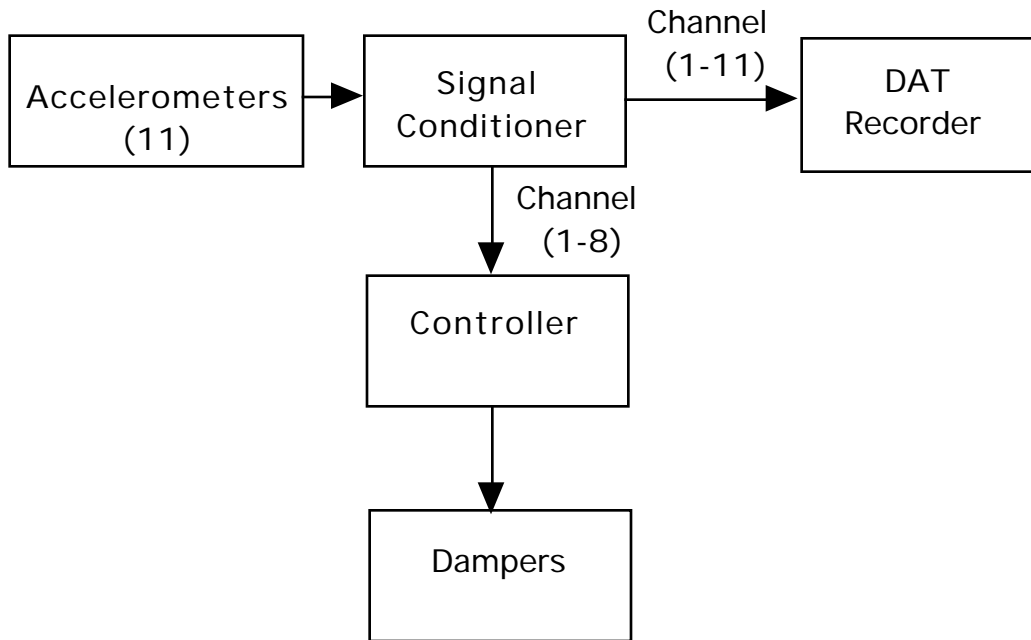 Accelerometers
(11)
Signal
Conditioner
Channel
(1-11)
DAT
Recorder
Channel
(1-8)
Controller
Dampers